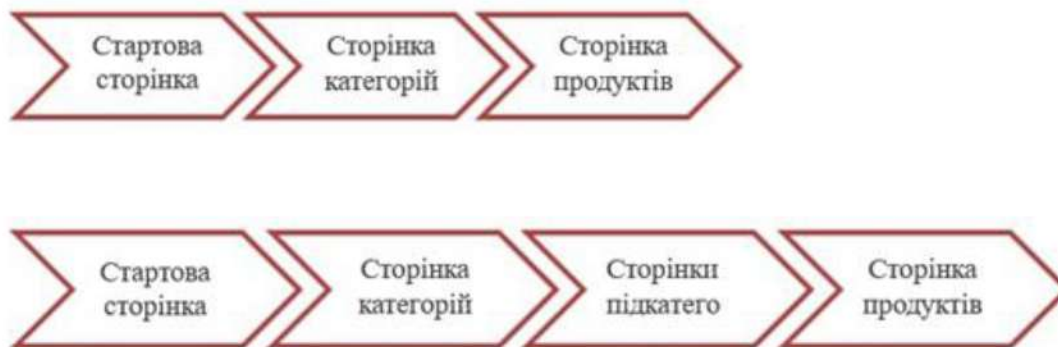 Стартова
сторінка
Сторінка
категорій
Сторінка
продуктів
Стартова
сторінка
Сторінка
категорій
Сторінки
підкатего
Сторінка
продуктів